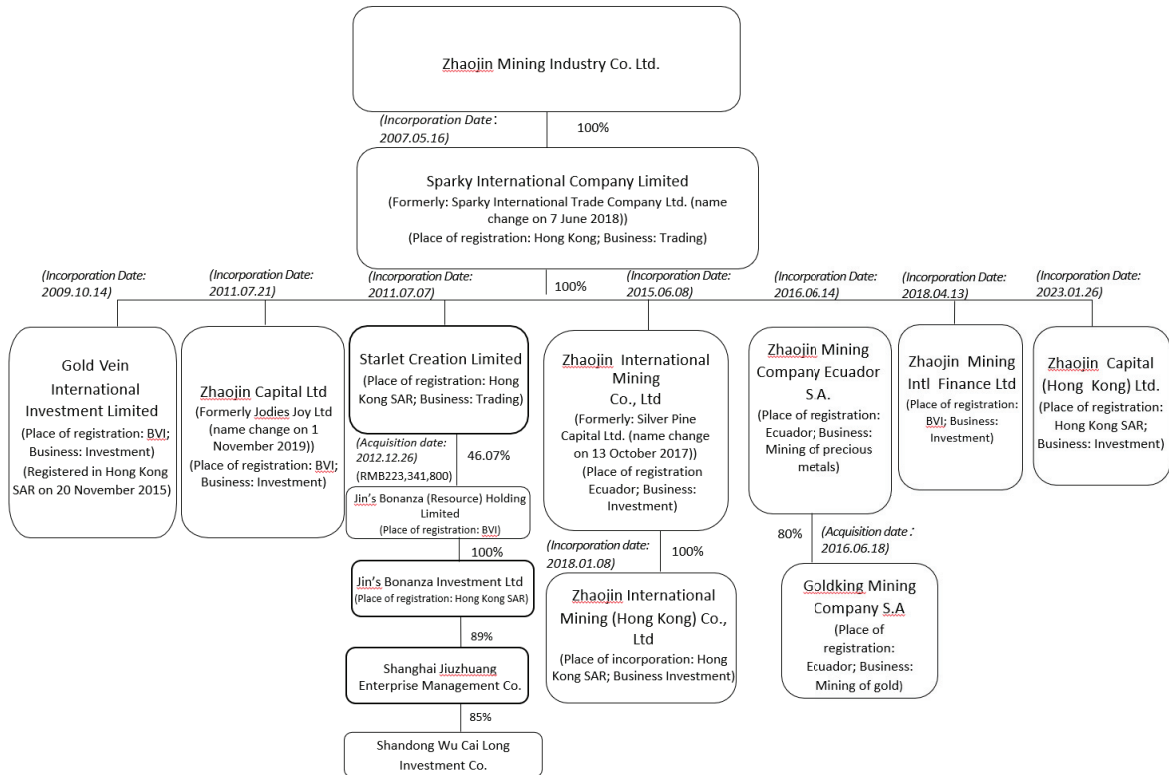 Zhaojin Mining Industry Co. Ltd.
(Incorporation Date:
2007.05.16)
100%
Sparky International Company Limited
(Formerly: Sparky International Trade Company Ltd. (name
change on 7 June 2018))
(Place of registration: Hong Kong; Business: Trading)
100%
(Incorporation Date:
2009.10.14)
(Incorporation Date:
2011.07.21)
(Incorporation Date:
2011.07.07)
(Incorporation Date:
2015.06.08)
(Incorporation Date:
2016.06.14)
(Incorporation Date:
2018.04.13)
(Incorporation Date:
2023.01.26)
Gold Vein
International
Investment Limited
(Place of registration: BVI;
Business: Investment)
(Registered in Hong Kong
SAR on 20 November 2015)
Zhaojin Capital Ltd
(Formerly Jodies Joy Ltd
(name change on 1
November 2019))
(Place of registration: BVI;
Business: Investment)
Starlet Creation Limited
(Place of registration: Hong
Kong SAR; Business: Trading)
(Acquisition date:
2012.12.26)
(RMB223,341,800)
46.07%
Jin's Bonanza (Resource) Holding
Limited
(Place of registration: BVI)
100%
Jin's Bonanza Investment Ltd
(Place of registration: Hong Kong SAR)
89%
Shanghai Jiuzhuang
Enterprise Management Co.
85%
Shandong Wu Cai Long
Investment Co.
Zhaojin International
Mining
Co., Ltd
(Formerly: Silver Pine
Capital Ltd. (name change
on 13 October 2017))
(Place of registration
Ecuador; Business:
Investment)
(Incorporation date:
2018.01.08)
100%
Zhaojin International
Mining (Hong Kong) Co.,
Ltd
(Place of incorporation: Hong
Kong SAR; Business Investment)
Zhaojin Mining
Company Ecuador
S.A.
(Place of registration:
Ecuador; Business:
Mining of precious
metals)
80%
(Acquisition date:
2016.06.18)
Goldking Mining
Company S.A
(Place of
registration:
Ecuador; Business:
Mining of gold)
Zhaojin Mining
Intl Finance Ltd
(Place of registration:
BVI; Business:
Investment)
Zhaojin Capital
(Hong Kong) Ltd.
(Place of registration:
Hong Kong SAR;
Business: Investment)